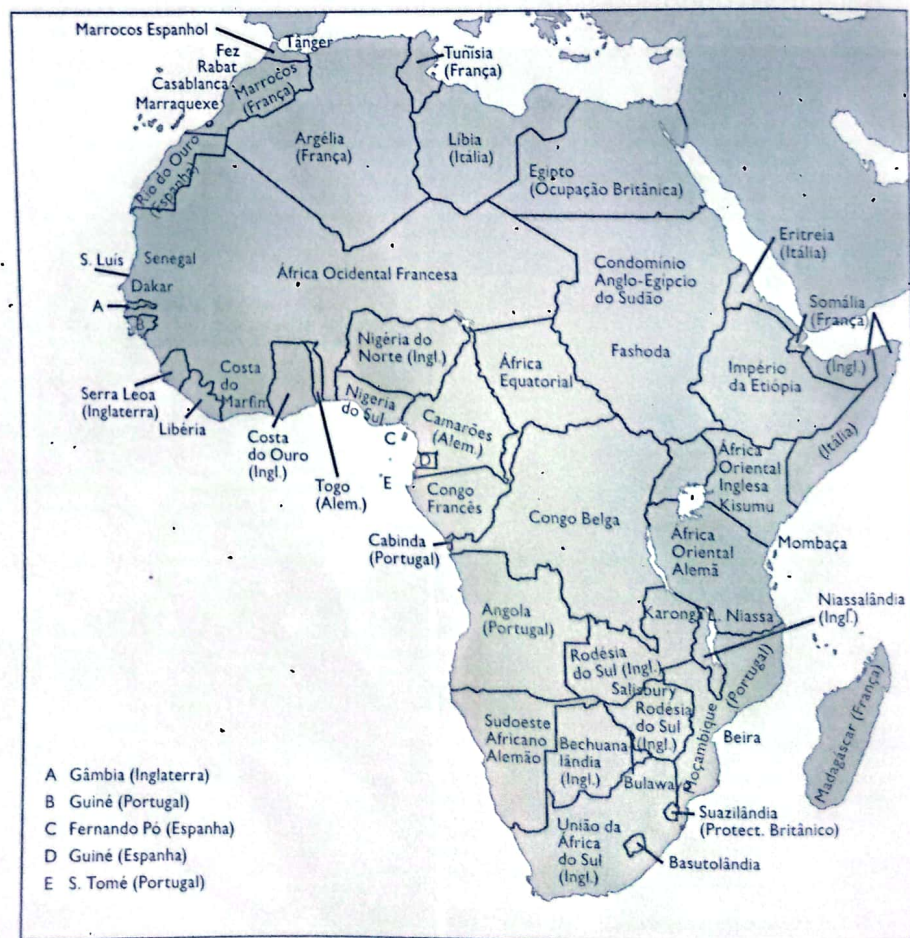 Marrocos Espanhol
Tânger
Fez
Rabat
Casablanca
Marraquexe
Marrocos
(França)
Tunísia
(França)
Argélia
(França)
Líbia
(Itália)
Egipto
(Ocupação Britânica)
Rio do Ouro
(Espanha)
S. Luís
Senegal
Dakar
África Ocidental Francesa
Condomínio
Anglo-Egípcio
do Sudão
Eritreia
(Itália)
Somália
(França)
(Ingl.)
A
B
Nigéria do
Norte (Ingl.)
África
Equatorial
Fashoda
Império
da Etiópia
Serra Leoa
(Inglaterra)
Libéria
Costa
do
Marfim
Costa
do Ouro
(Ingl.)
Togo
(Alem.)
Nigeria
do Sul
Camarões
(Alem.)
C
D
E
(Itália)
África
Oriental
Inglesa
Kisumu
Congo
Francês
Congo Belga
Cabinda
(Portugal)
África
Oriental
Alemã
Mombaça
Angola
(Portugal)
Karonga
L. Niassa
Niassalândia
(Ingl.)
Rodésia
do Sul (Ingl.)
Salisbury
Rodésia
do Sul
(Ingl.)
Moçambique (Portugal)
Beira
Madagáscar (França)
Sudoeste
Africano
Alemão
Bechuana
lândia
(Ingl.)
Bulawayo
Suazilândia
(Protect. Britânico)
União da
África
do Sul
(Ingl.)
Basutolândia
A Gâmbia (Inglaterra)
B Guiné (Portugal)
C Fernando Pó (Espanha)
D Guiné (Espanha)
E S. Tomé (Portugal)